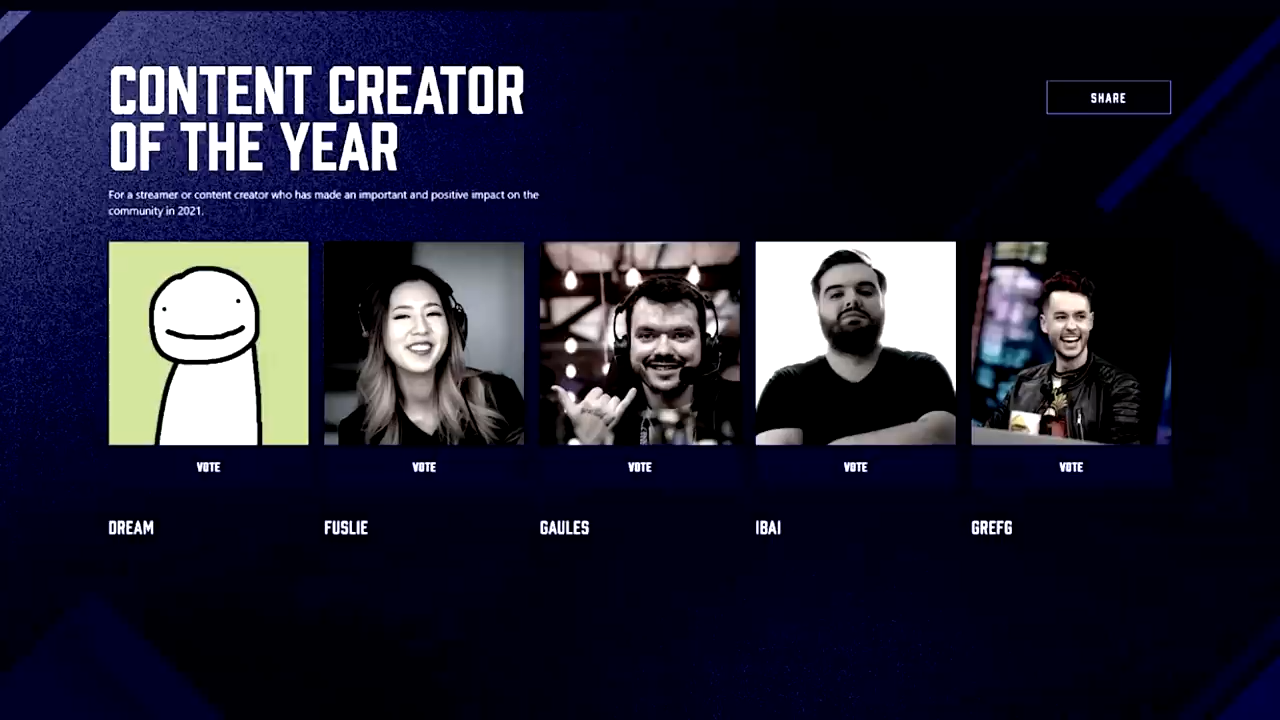 CONTENT CREATOR
OF THE YEAR
SHARE
For a streamer or content creator who has made an important and positive impact on the
community in 2021.
VOTE VOTE VOTE VOTE VOTE
DREAM FUSLIE GAULES IBAI GREFG